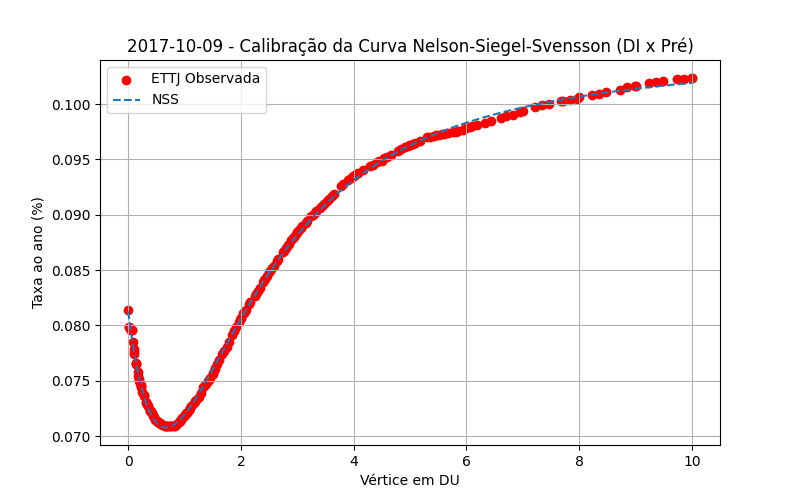 2017-10-09 - Calibração da Curva Nelson-Siegel-Svensson (DI x Pré)
ETTJ Observada
NSS
Taxa ao ano (%)
0.100
0.095
0.090
0.085
0.080
0.075
0.070
0 2 4 6 8 10
Vértice em DU